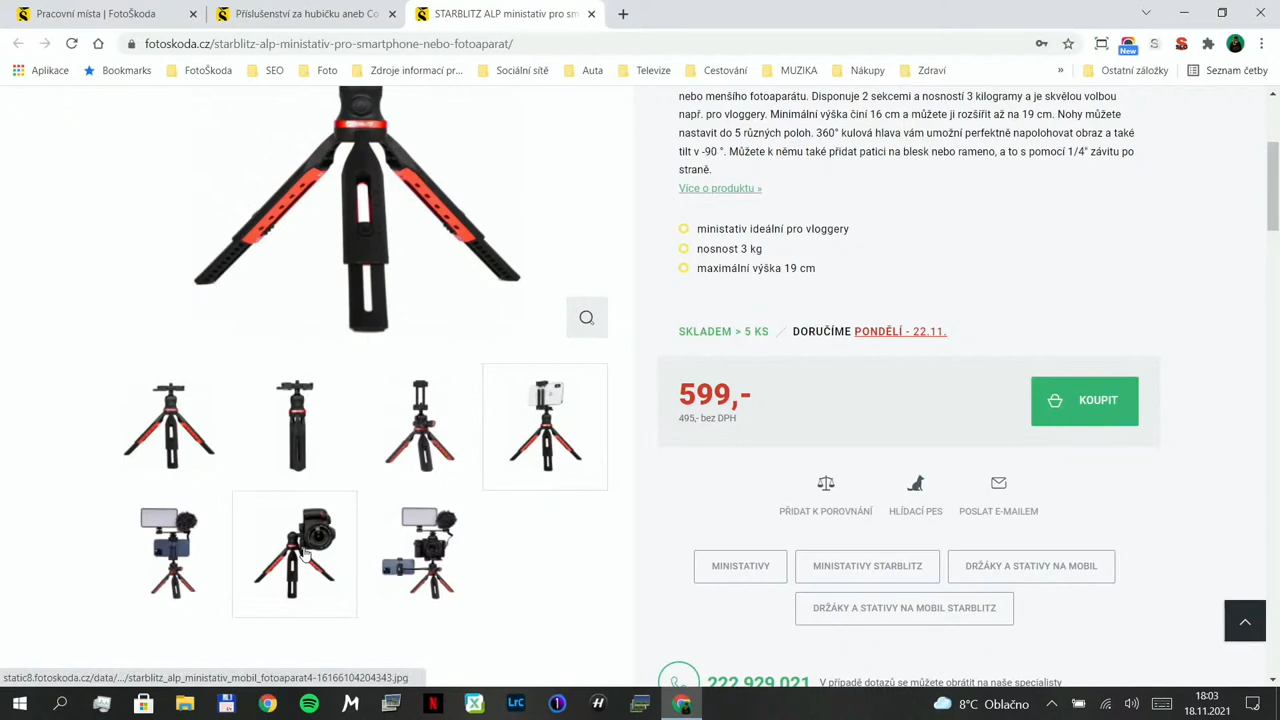 Pracovní místa | FotoŠkoda
Příslušenství za hubičku aneb Co
STARBLITZ ALP ministativ pro sm
fotoskoda.cz/starblitz-alp-ministativ-pro-smartphone-nebo-fotoaparat/
New
Aplikace
Bookmarks
FotoŠkoda
SEO
Foto
Zdroje informací pr...
Sociální sítě
Auta
Televize
Cestování
MUZIKA
Nákupy
Zdraví
»
Ostatní záložky
Seznam četby
nebo menšího fotoaparátu. Disponuje 2 sekcemi a nosností 3 kilogramy a je skvělou volbou
např. pro vloggery. Minimální výška činí 16 cm a můžete ji rozšířit až na 19 cm. Nohy můžete
nastavit do 5 různých poloh. 360° kulová hlava vám umožní perfektně napolohovat obraz a také
tilt v -90 °. Můžete k němu také přidat patici na blesk nebo rameno, a to s pomocí 1/4" závitu po
straně.
Více o produktu »
ministativ ideální pro vloggery
nosnost 3 kg
maximální výška 19 cm
SKLADEM > 5 KS
DORUČÍME PONDĚLÍ - 22.11.
599,-
495,- bez DPH
KOUPIT
PŘIDAT K POROVNÁNÍ
HLÍDACÍ PES
POSLAT E-MAILEM
MINISTATIVY
MINISTATIVY STARBLITZ
DRŽÁKY A STATIVY NA MOBIL
DRŽÁKY A STATIVY NA MOBIL STARBLITZ
222 929 021
V případě dotazů se můžete obrátit na naše specialisty
static8.fotoskoda.cz/data/.../starblitz_alp_ministativ_mobil_fotoaparat4-16166104204343.jpg
Lrc
8°C Oblačno
18:03
18.11.2021